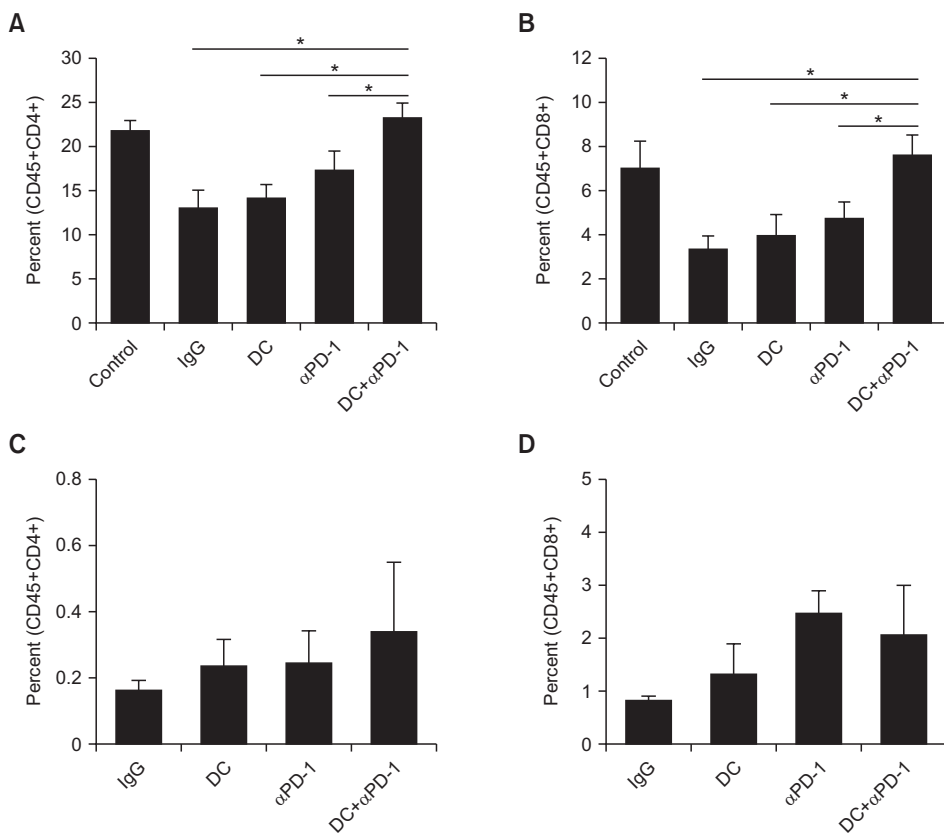 A
Percent (CD45+CD4+)
30
25
20
15
10
5
0
*
*
*
Control
IgG
DC
αPD-1
DC+αPD-1
B
Percent (CD45+CD8+)
12
10
8
6
4
2
0
*
*
*
Control
IgG
DC
αPD-1
DC+αPD-1
C
Percent (CD45+CD4+)
0.8
0.6
0.4
0.2
0
IgG
DC
αPD-1
DC+αPD-1
D
Percent (CD45+CD8+)
5
4
3
2
1
0
IgG
DC
αPD-1
DC+αPD-1